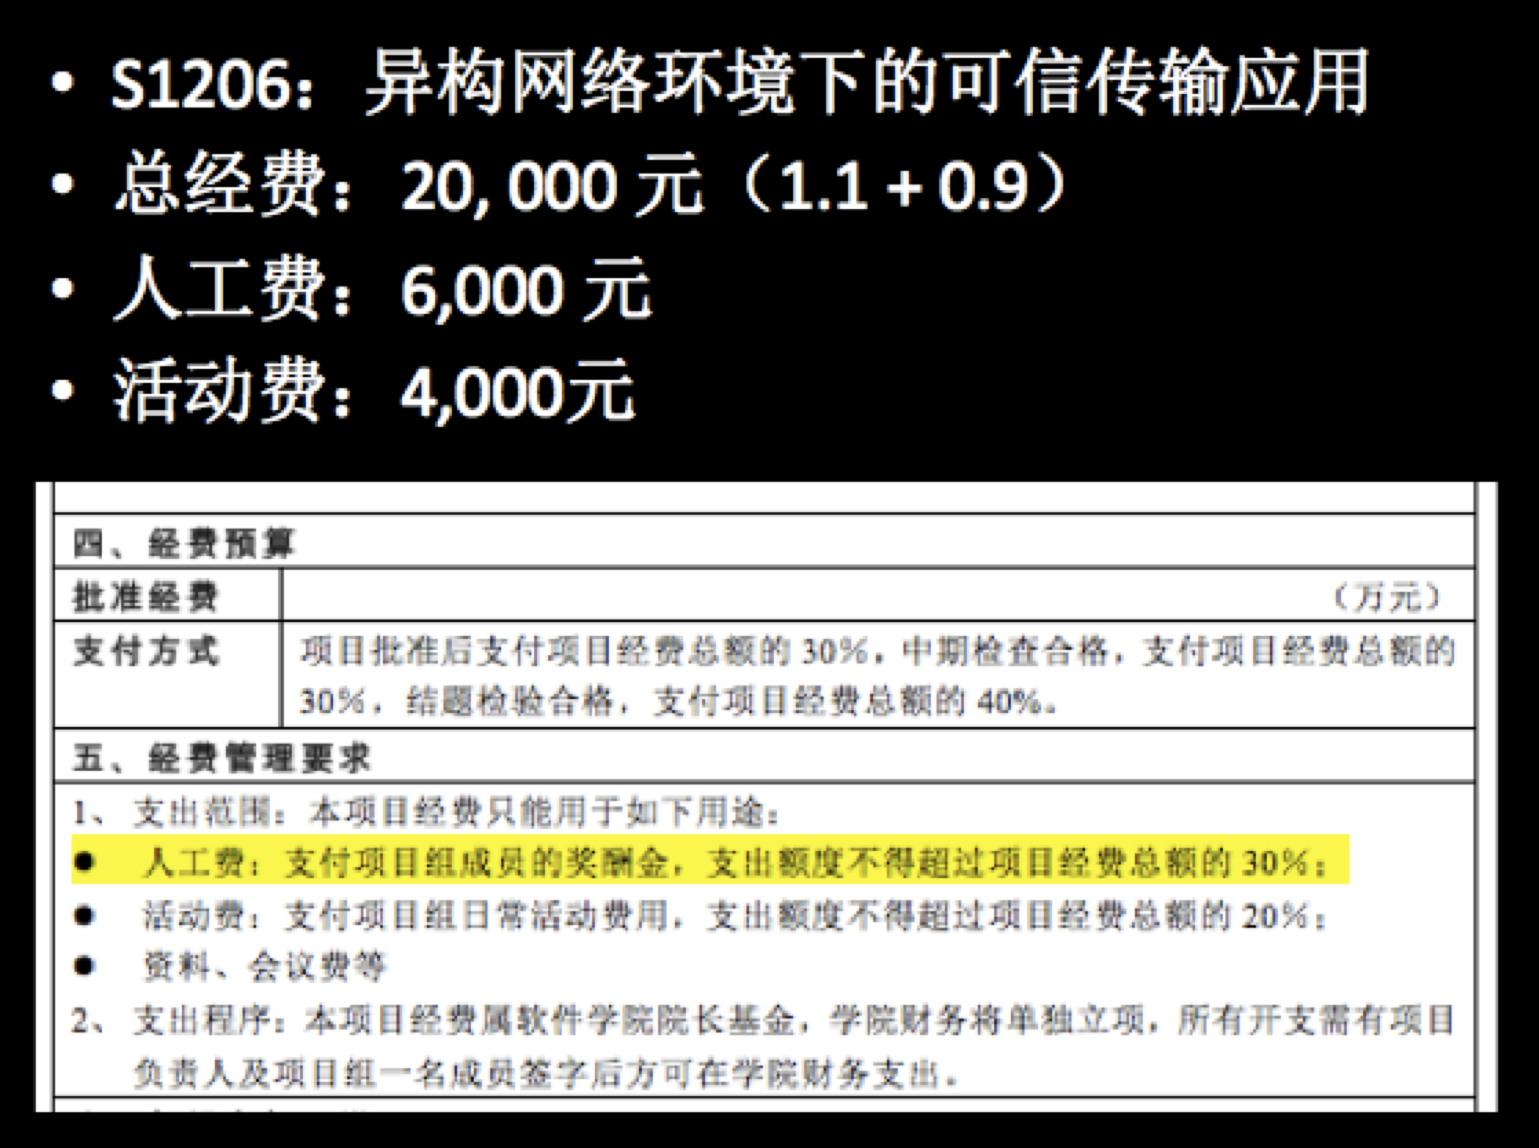 • S1206：异构网络环境下的可信传输应用
• 总经费：20, 000 元（1.1 + 0.9）
• 人工费：6,000 元
• 活动费：4,000元
四、经费预算
批准经费 （万元）
支付方式 项目批准后支付项目经费总额的 30%，中期检查合格，支付项目经费总额的
30%，结题检验合格，支付项目经费总额的 40%。
五、经费管理要求
1、 支出范围：本项目经费只能用于如下用途：
● 人工费：支付项目组成员的奖酬金，支出额度不得超过项目经费总额的 30%；
● 活动费：支付项目组日常活动费用，支出额度不得超过项目经费总额的 20%；
● 资料、会议费等
2、 支出程序：本项目经费属软件学院院长基金，学院财务将单独立项，所有开支需有项目
负责人及项目组一名成员签字后方可在学院财务支出。